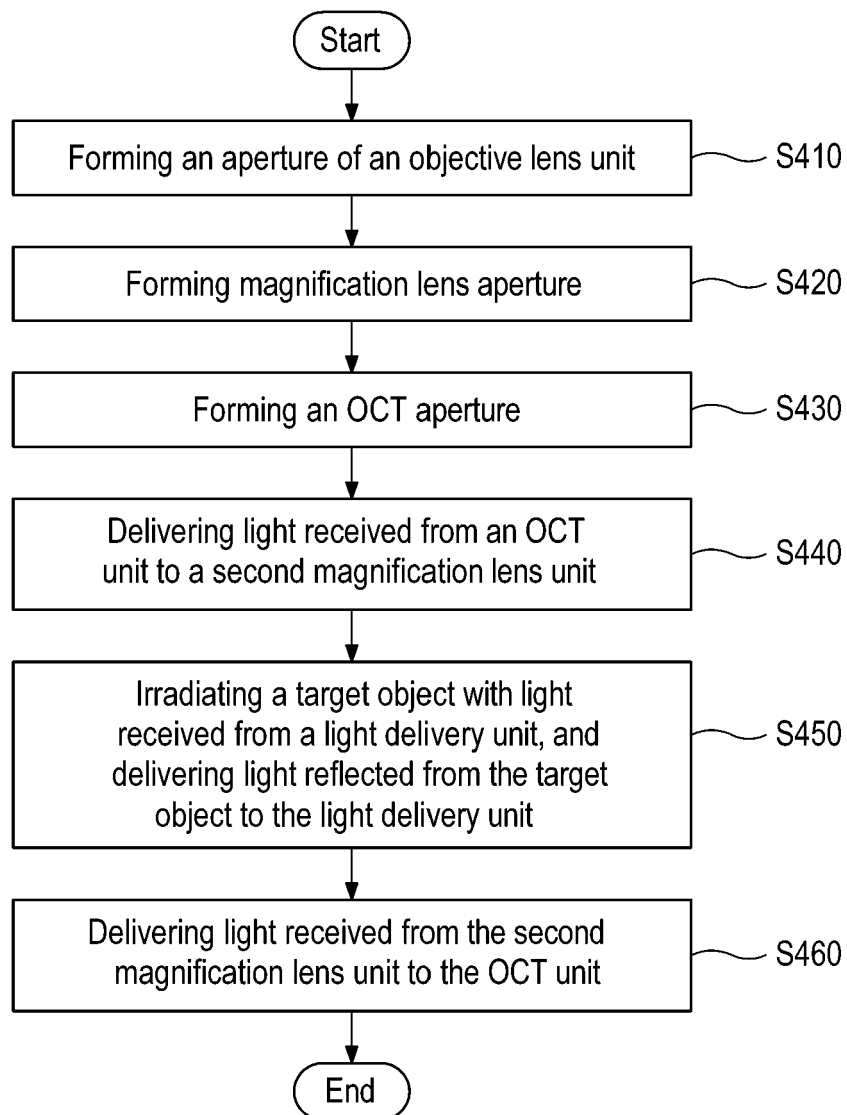 Start
Forming an aperture of an objective lens unit
S410
Forming magnification lens aperture
S420
Forming an OCT aperture
S430
Delivering light received from an OCT
unit to a second magnification lens unit
S440
Irradiating a target object with light
received from a light delivery unit, and
delivering light reflected from the target
object to the light delivery unit
S450
Delivering light received from the second
magnification lens unit to the OCT unit
S460
End